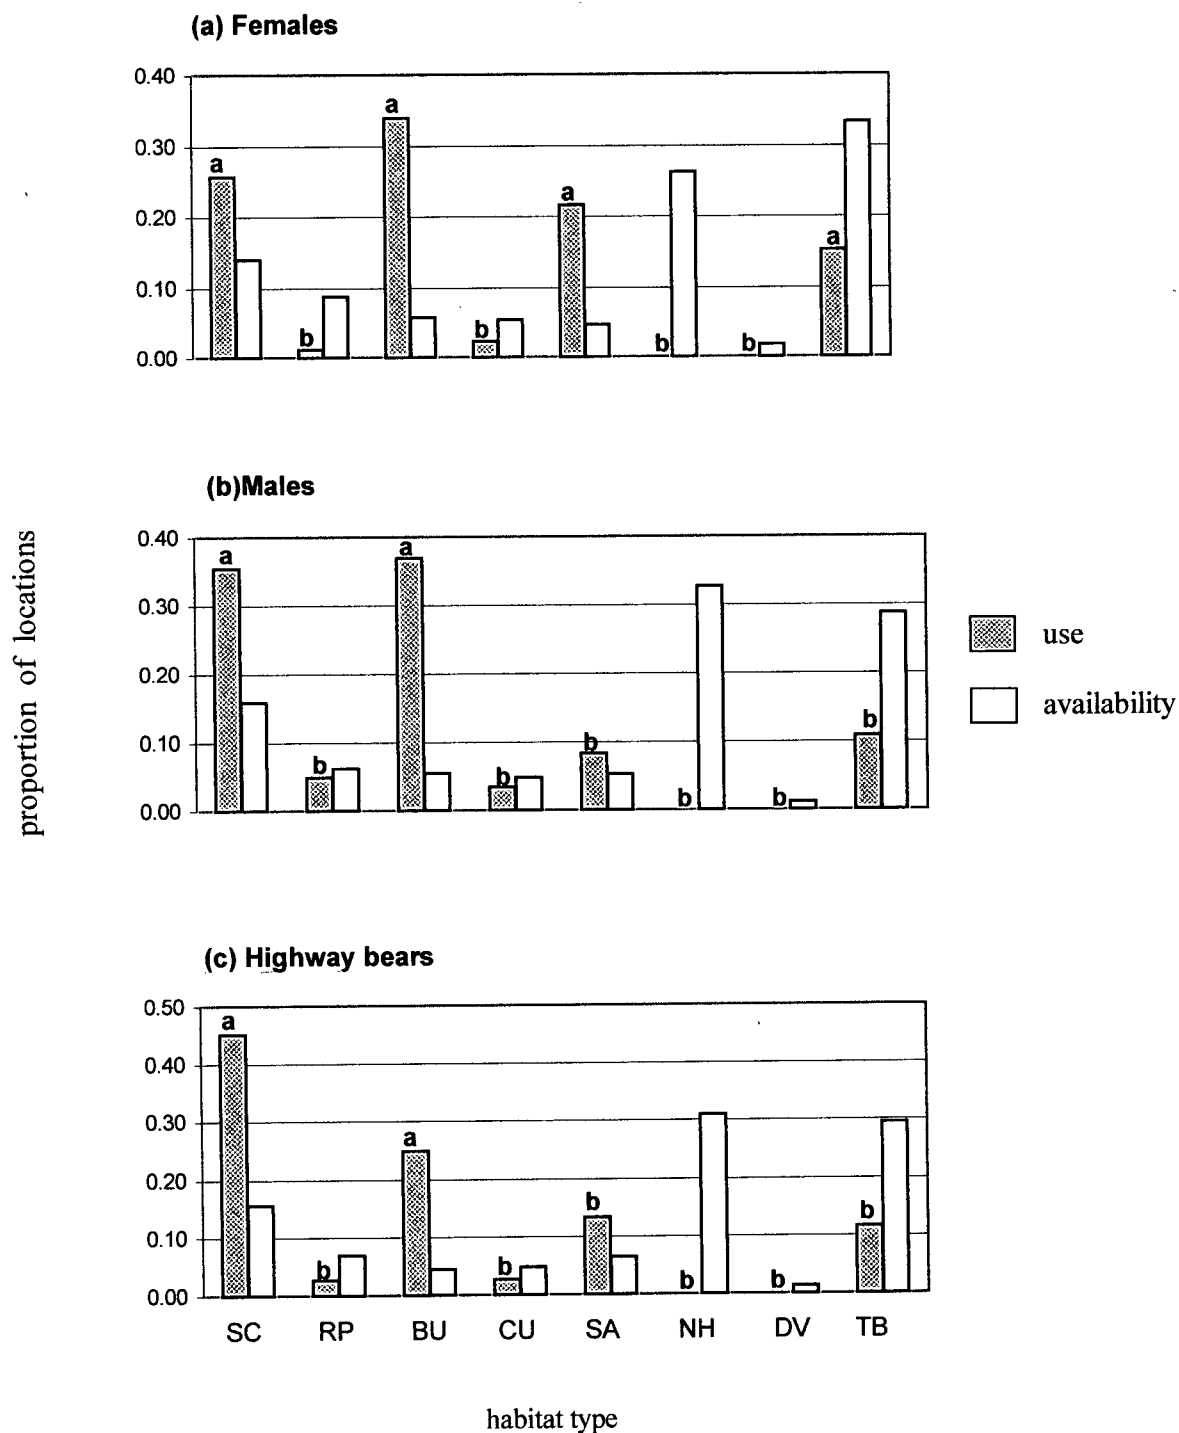 (a) Females
0.40
0.30
0.20
0.10
0.00
a
b
a
b
a
b
b
a
(b)Males
0.40
0.30
0.20
0.10
0.00
a
b
a
b
b
b
b
b
proportion of locations
use
availability
(c) Highway bears
0.50
0.40
0.30
0.20
0.10
0.00
a
b
a
b
b
b
b
b
SC RP BU CU SA NH DV TB
habitat type